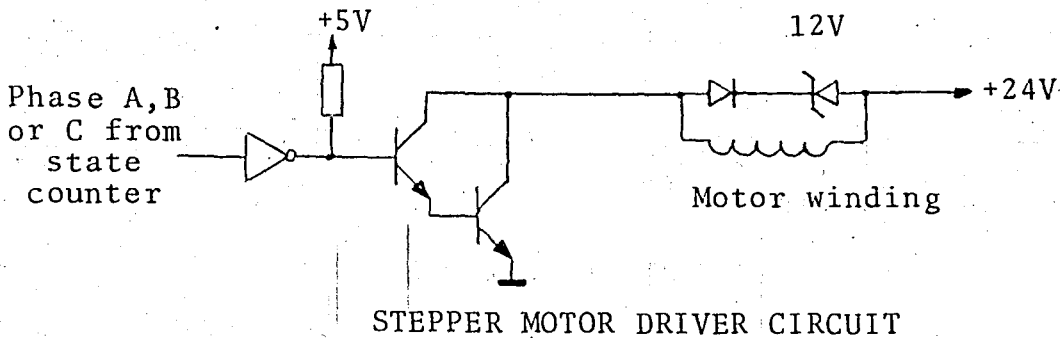 +5V
12V
Phase A,B
or C from
state
counter
+24V
Motor winding
STEPPER MOTOR DRIVER CIRCUIT